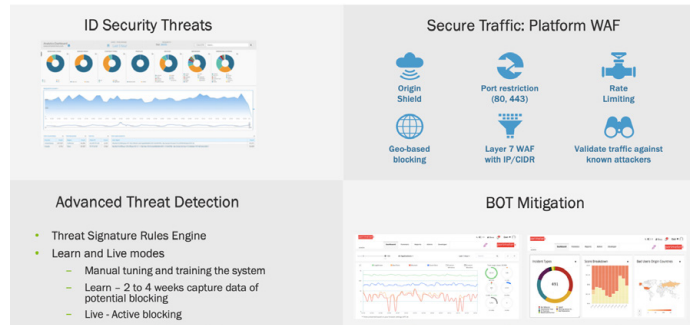 ID Security Threats
Secure Traffic: Platform WAF
Origin
Shield
Port restriction
(80, 443)
Rate
Limiting
Geo-based
blocking
Layer 7 WAF
with IP/CIDR
Validate traffic against
known attackers
Advanced Threat Detection
• Threat Signature Rules Engine
• Learn and Live modes
– Manual tuning and training the system
– Learn – 2 to 4 weeks capture data of
potential blocking
– Live - Active blocking
BOT Mitigation